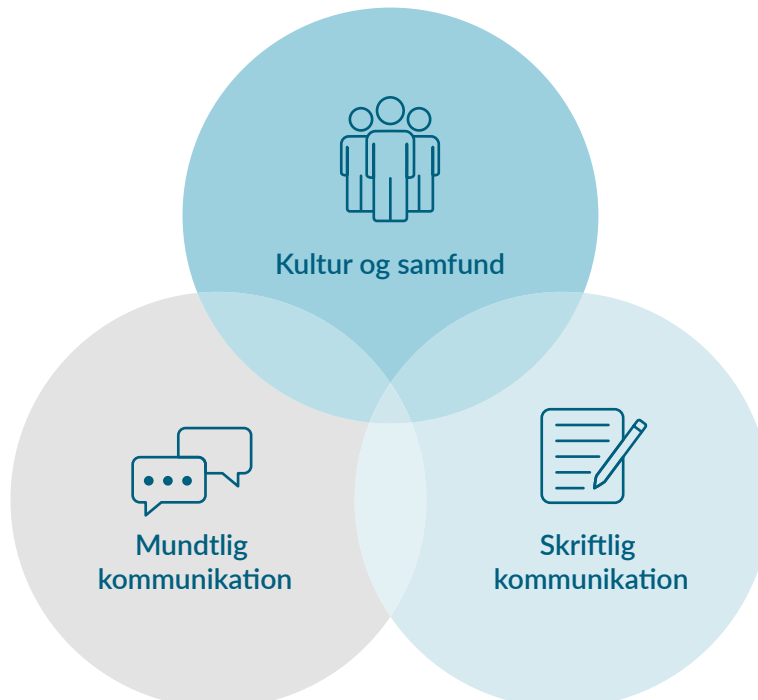 Kultur og samfund
Mundtlig
kommunikation
Skriftlig
kommunikation